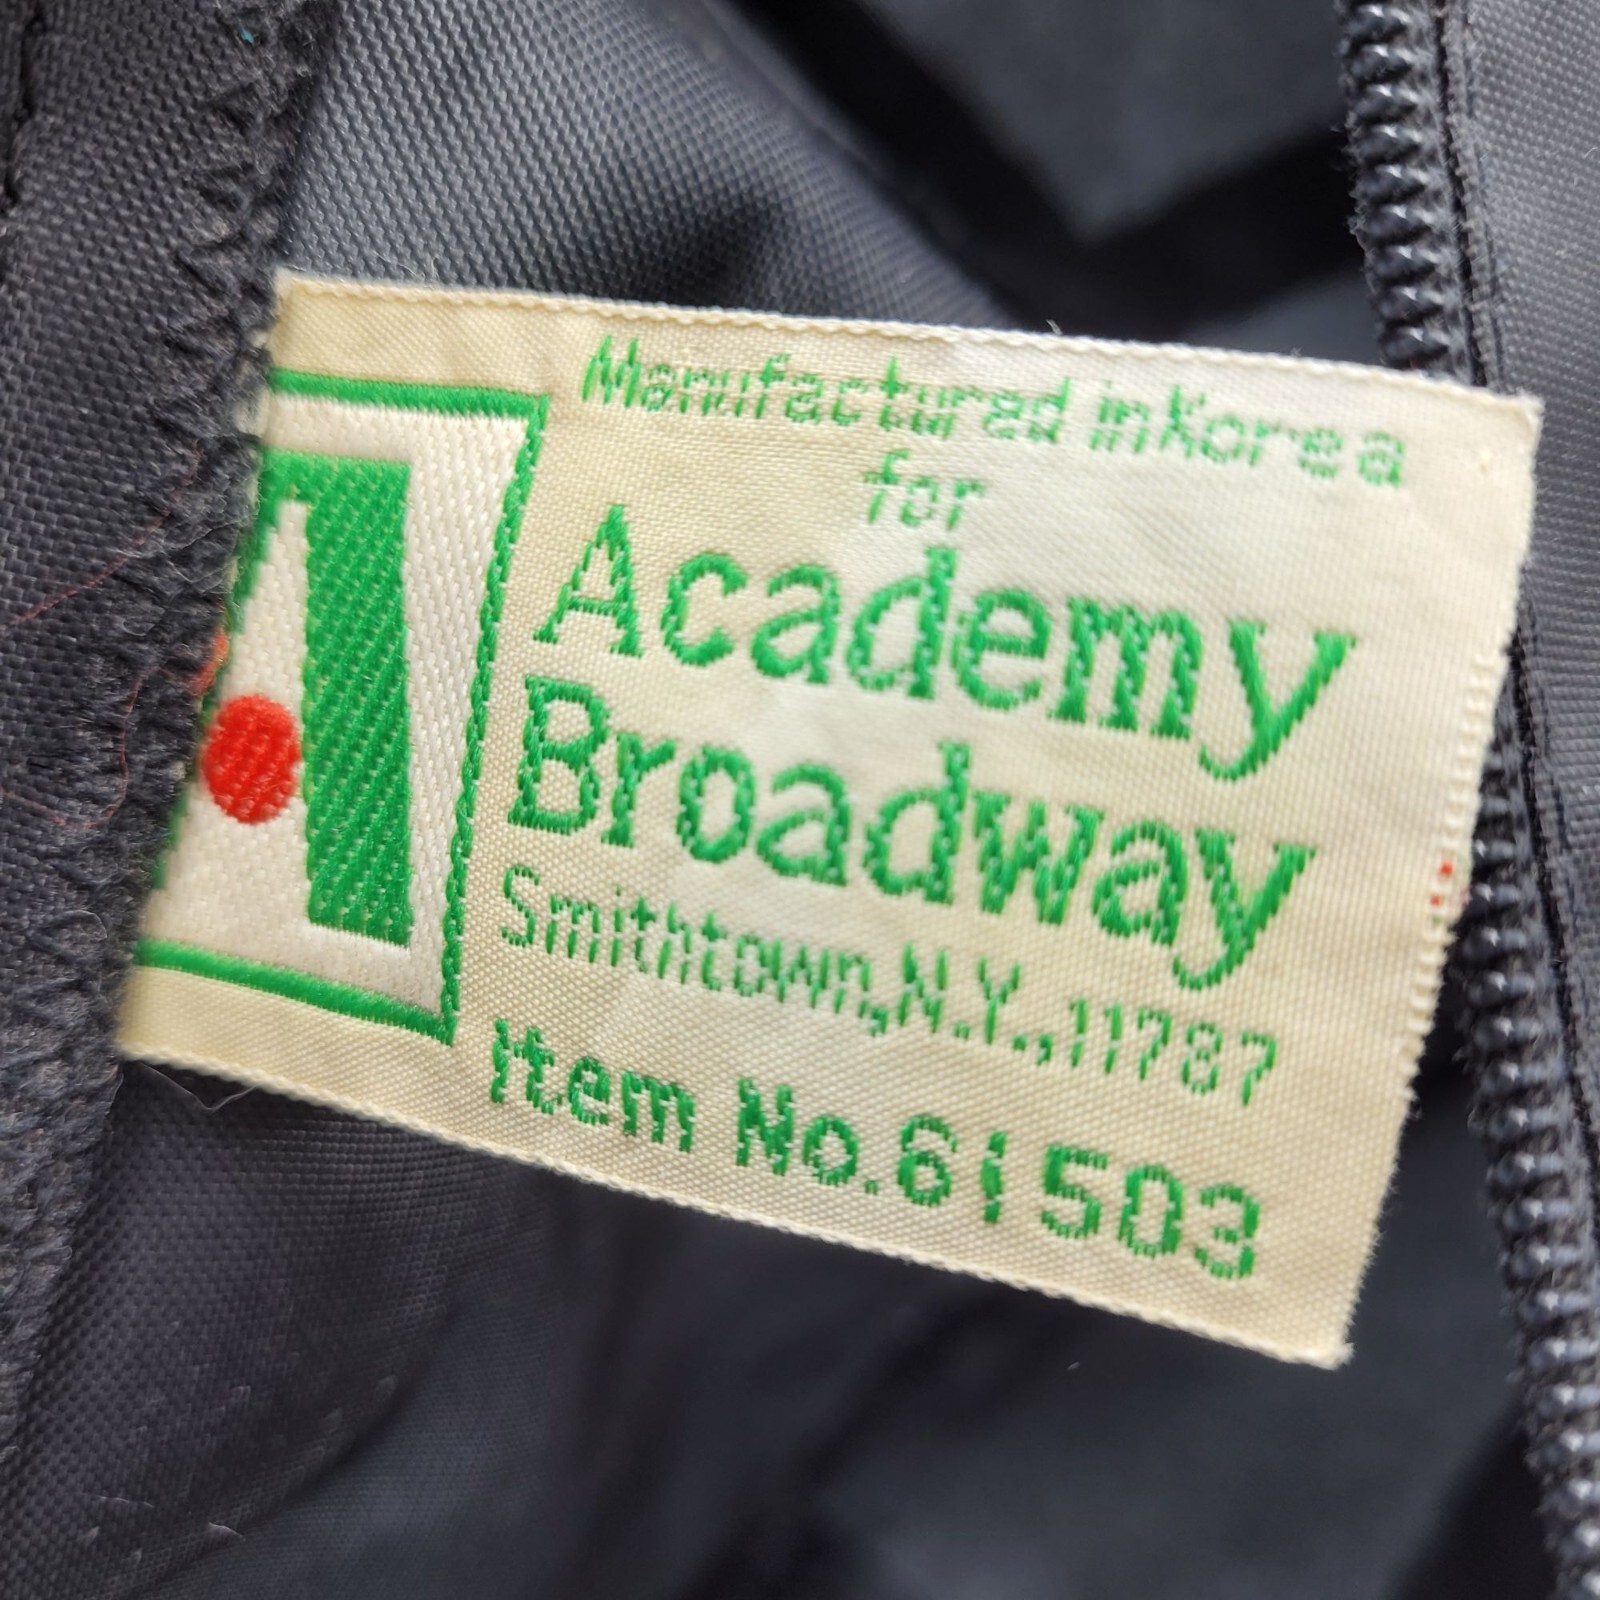 Manufactured in Korea
for
Academy
Broadway
Smithtown, N.Y., 11787
Item No. 61503